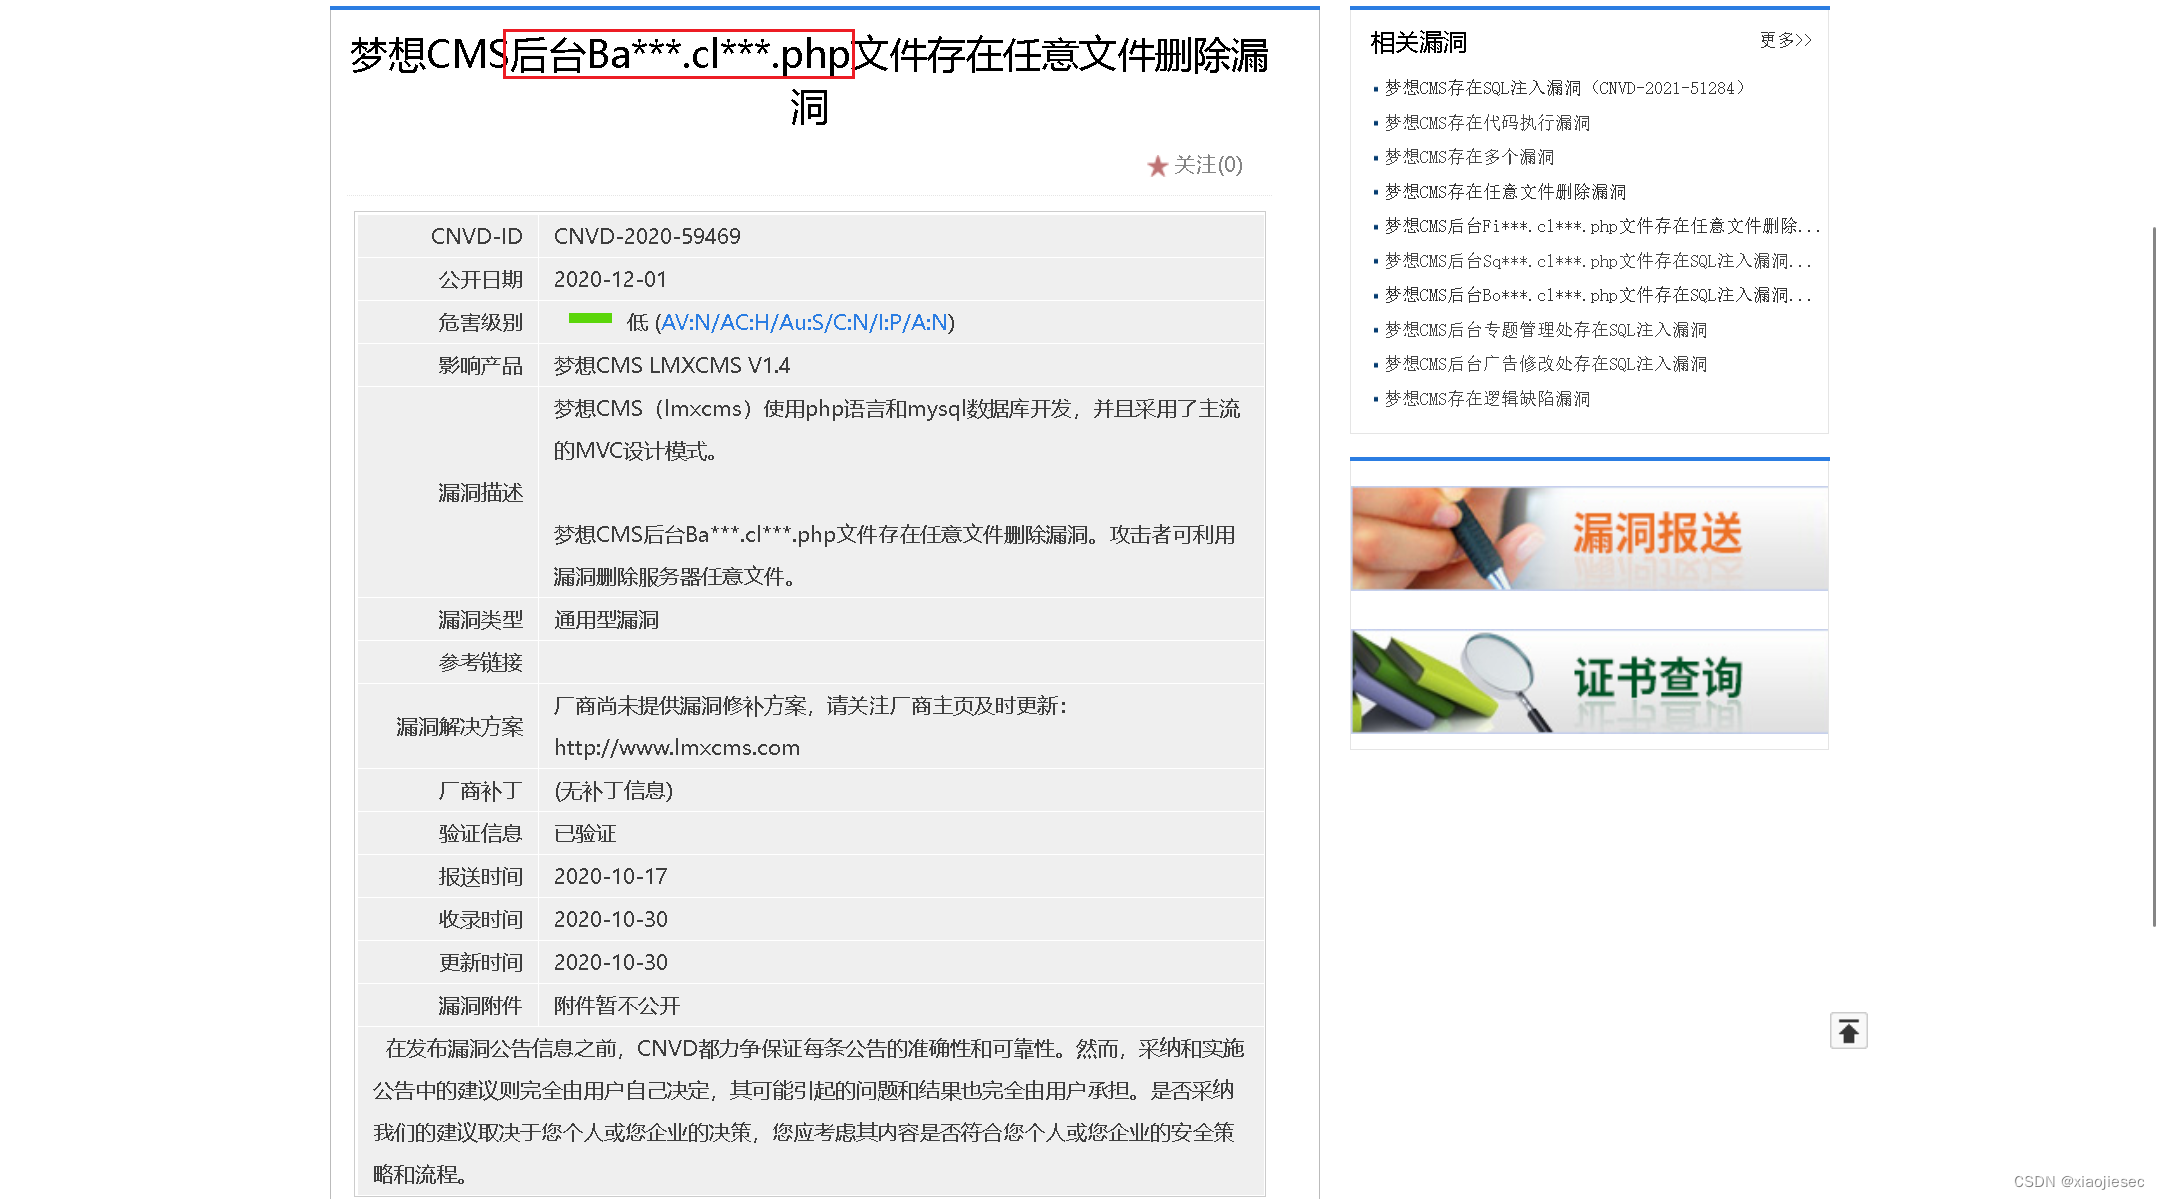 梦想CMS后台Ba***.cl***.php文件存在任意文件删除漏
洞
关注(0)
CNVD-ID CNVD-2020-59469
公开日期 2020-12-01
危害级别 低 (AV:N/AC:H/Au:S/C:N/I:P/A:N)
影响产品 梦想CMS LMXCMS V1.4
漏洞描述
梦想CMS（lmxcms）使用php语言和mysql数据库开发，并且采用了主流
的MVC设计模式。
梦想CMS后台Ba***.cl***.php文件存在任意文件删除漏洞。攻击者可利用
漏洞删除服务器任意文件。
漏洞类型 通用型漏洞
参考链接
漏洞解决方案
厂商尚未提供漏洞修补方案，请关注厂商主页及时更新：
http://www.lmxcms.com
厂商补丁 (无补丁信息)
验证信息 已验证
报送时间 2020-10-17
收录时间 2020-10-30
更新时间 2020-10-30
漏洞附件 附件暂不公开
在发布漏洞公告信息之前，CNVD都力争保证每条公告的准确性和可靠性。然而，采纳和实施
公告中的建议则完全由用户自己决定，其可能引起的问题和结果也完全由用户承担。是否采纳
我们的建议取决于您个人或您企业的决策，您应考虑其内容是否符合您个人或您企业的安全策
略和流程。
相关漏洞 更多>>
梦想CMS存在SQL注入漏洞（CNVD-2021-51284）
梦想CMS存在代码执行漏洞
梦想CMS存在多个漏洞
梦想CMS存在任意文件删除漏洞
梦想CMS后台Fi***.cl***.php文件存在任意文件删除...
梦想CMS后台Sq***.cl***.php文件存在SQL注入漏洞...
梦想CMS后台Bo***.cl***.php文件存在SQL注入漏洞...
梦想CMS后台专题管理处存在SQL注入漏洞
梦想CMS后台广告修改处存在SQL注入漏洞
梦想CMS存在逻辑缺陷漏洞
漏洞报送
证书查询
CSDN @xiaojiesec